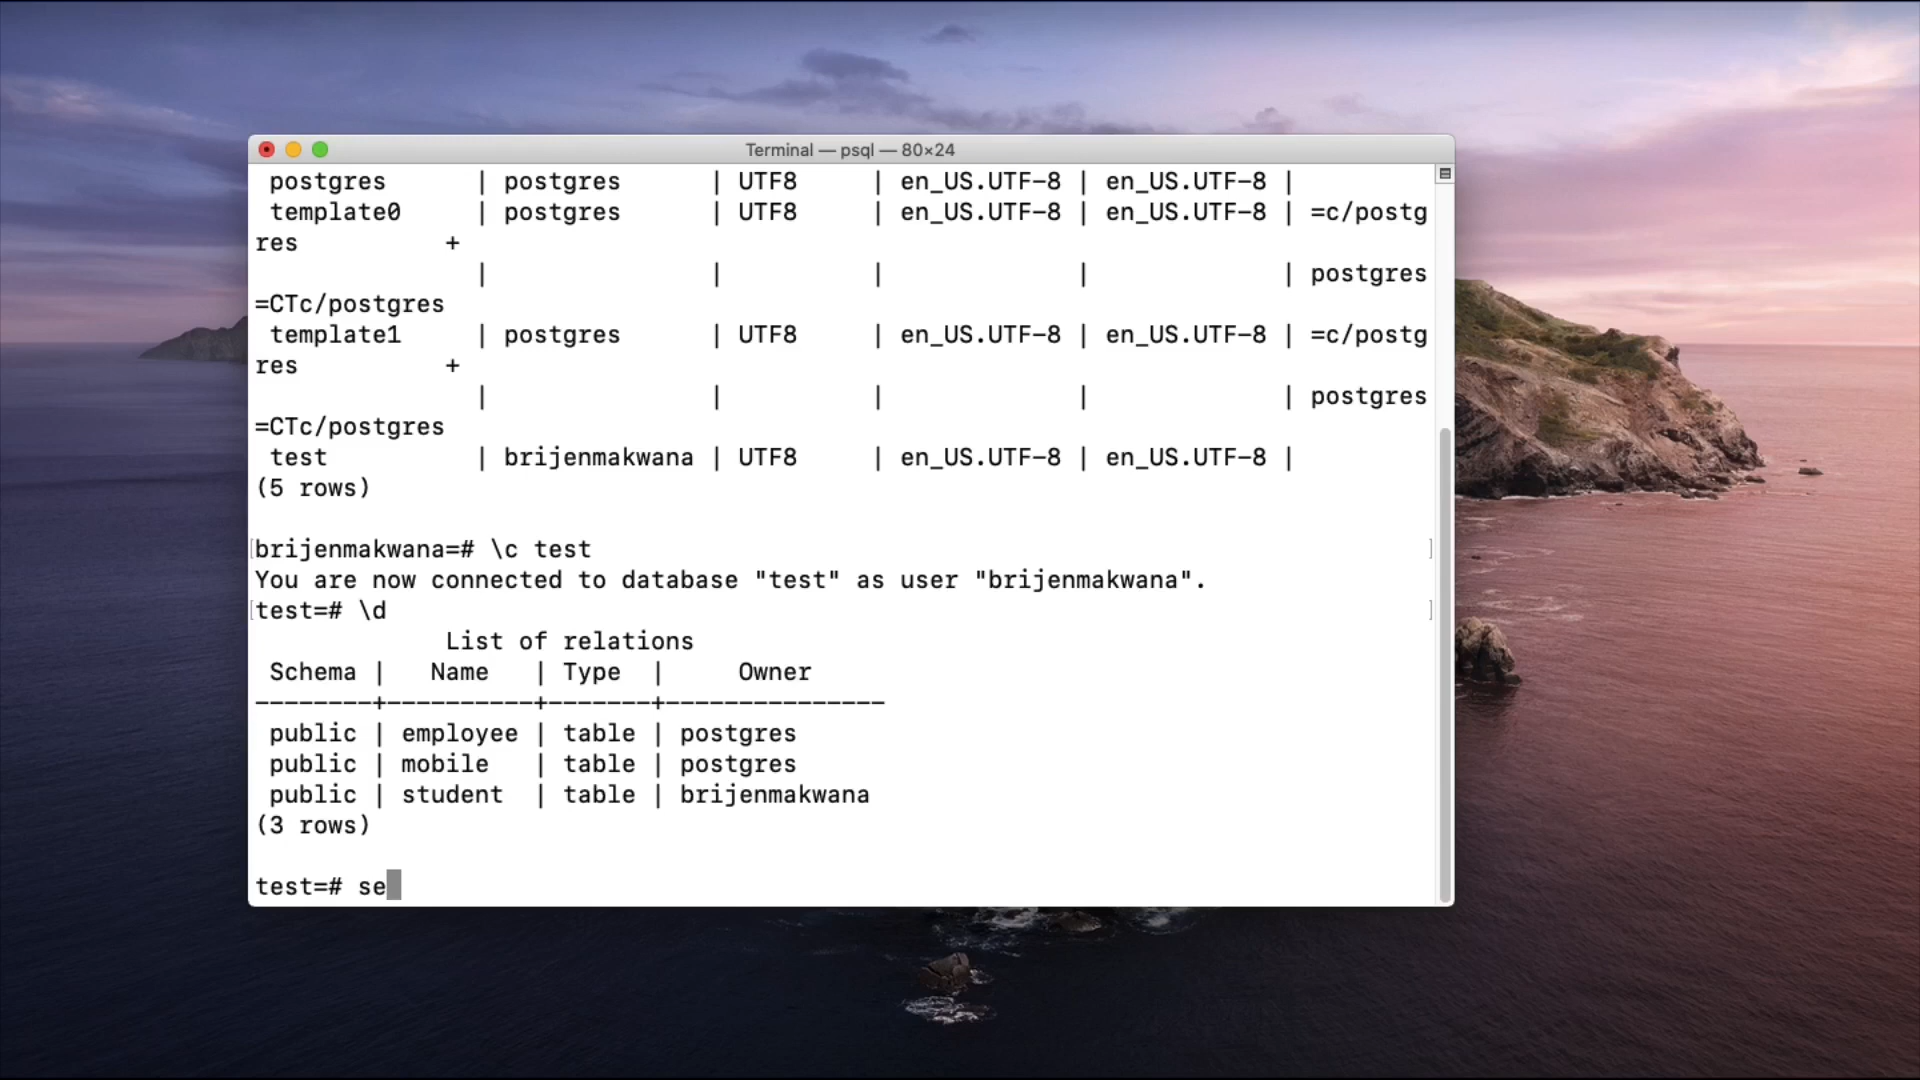 Terminal — psql — 80×24
postgres | postgres | UTF8 | en_US.UTF-8 | en_US.UTF-8 |
template0 | postgres | UTF8 | en_US.UTF-8 | en_US.UTF-8 | =c/postg
res +
| | | | | postgres
=CTc/postgres
template1 | postgres | UTF8 | en_US.UTF-8 | en_US.UTF-8 | =c/postg
res +
| | | | | postgres
=CTc/postgres
test | brijenmakwana | UTF8 | en_US.UTF-8 | en_US.UTF-8 |
(5 rows)
[brijenmakwana=# \c test ]
You are now connected to database "test" as user "brijenmakwana".
[test=# \d ]
List of relations
Schema | Name | Type | Owner
--------+----------+-------+---------------
public | employee | table | postgres
public | mobile | table | postgres
public | student | table | brijenmakwana
(3 rows)
test=# se